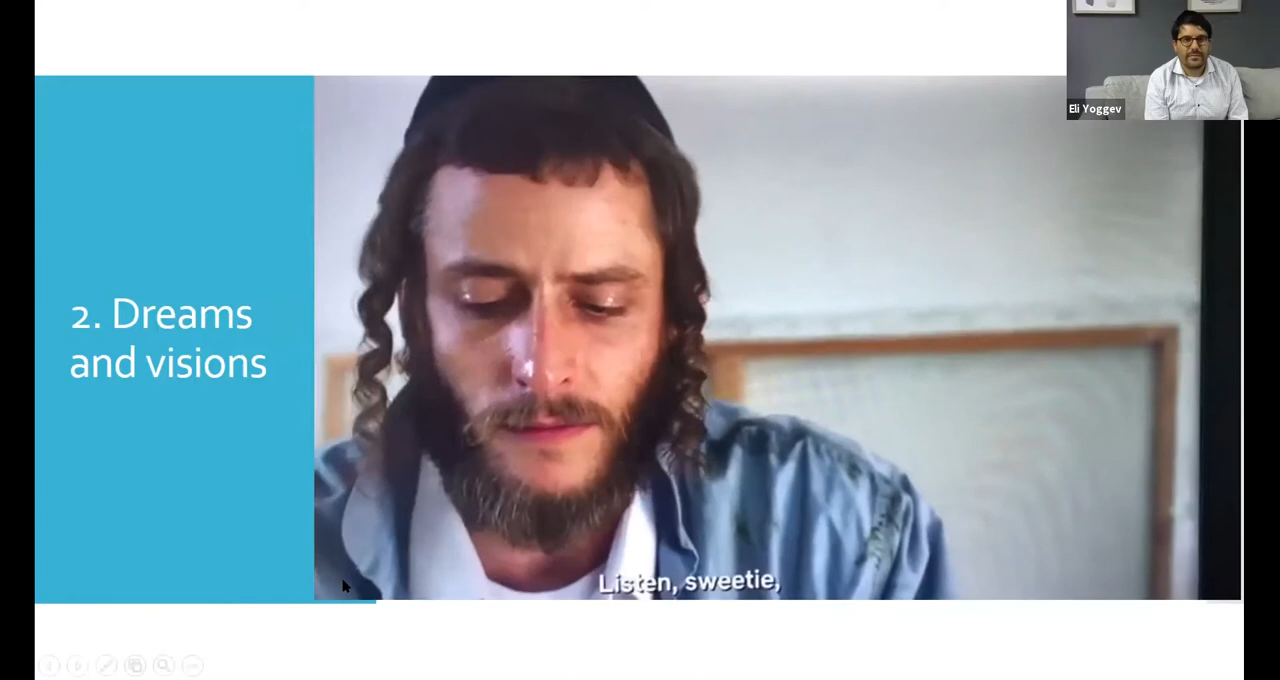 Eli Yoggev
2. Dreams
and visions
Listen, sweetie,